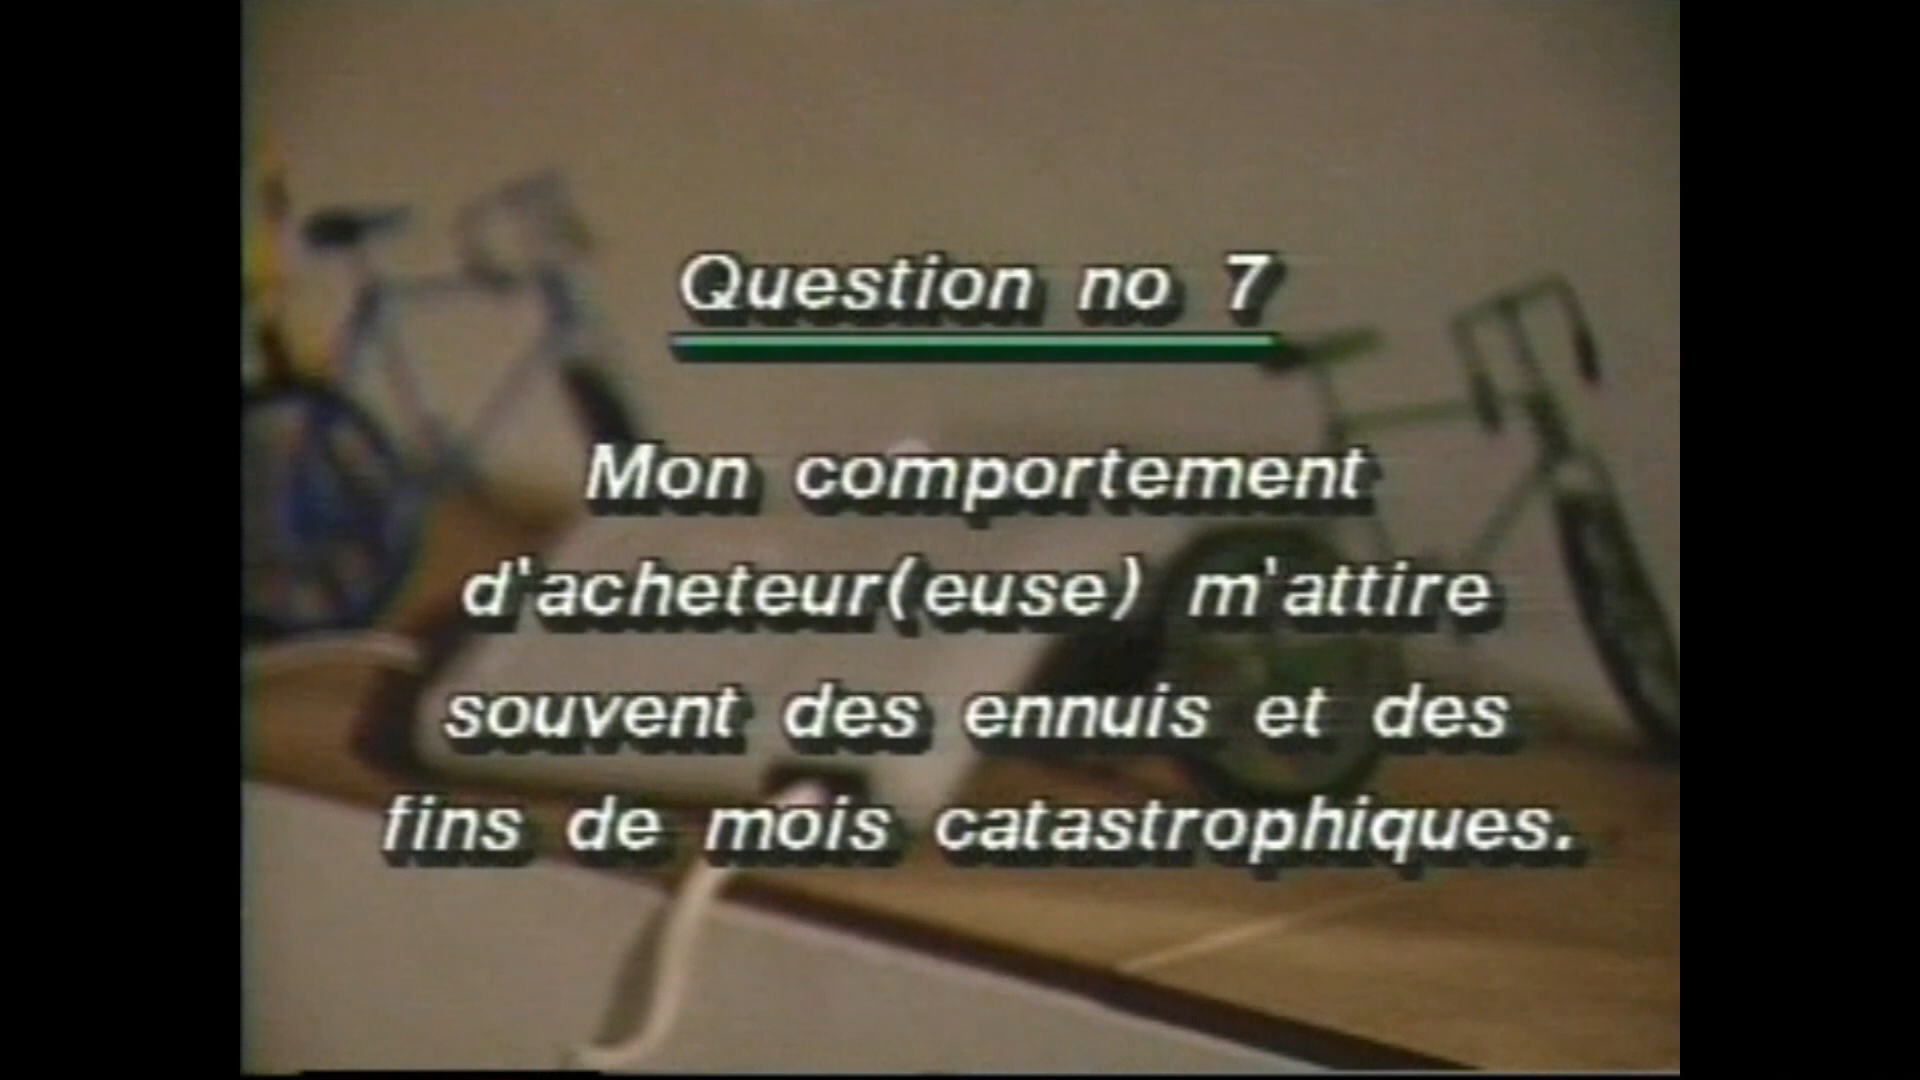 Question no 7
Mon comportement
d'acheteur(euse) m'attire
souvent des ennuis et des
fins de mois catastrophiques.